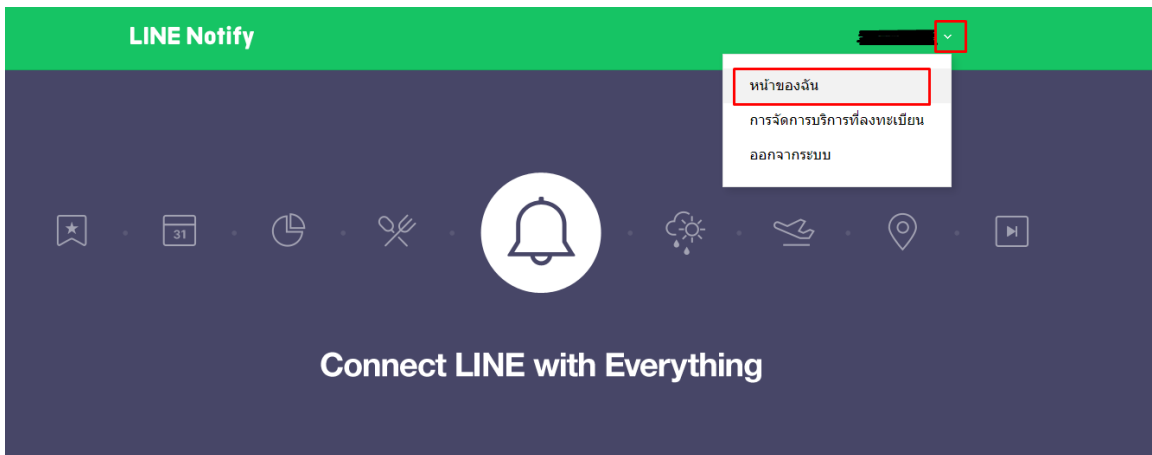 LINE Notify
หน้าของฉัน
การจัดการบริการที่ลงทะเบียน
ออกจากระบบ
31
Connect LINE with Everything